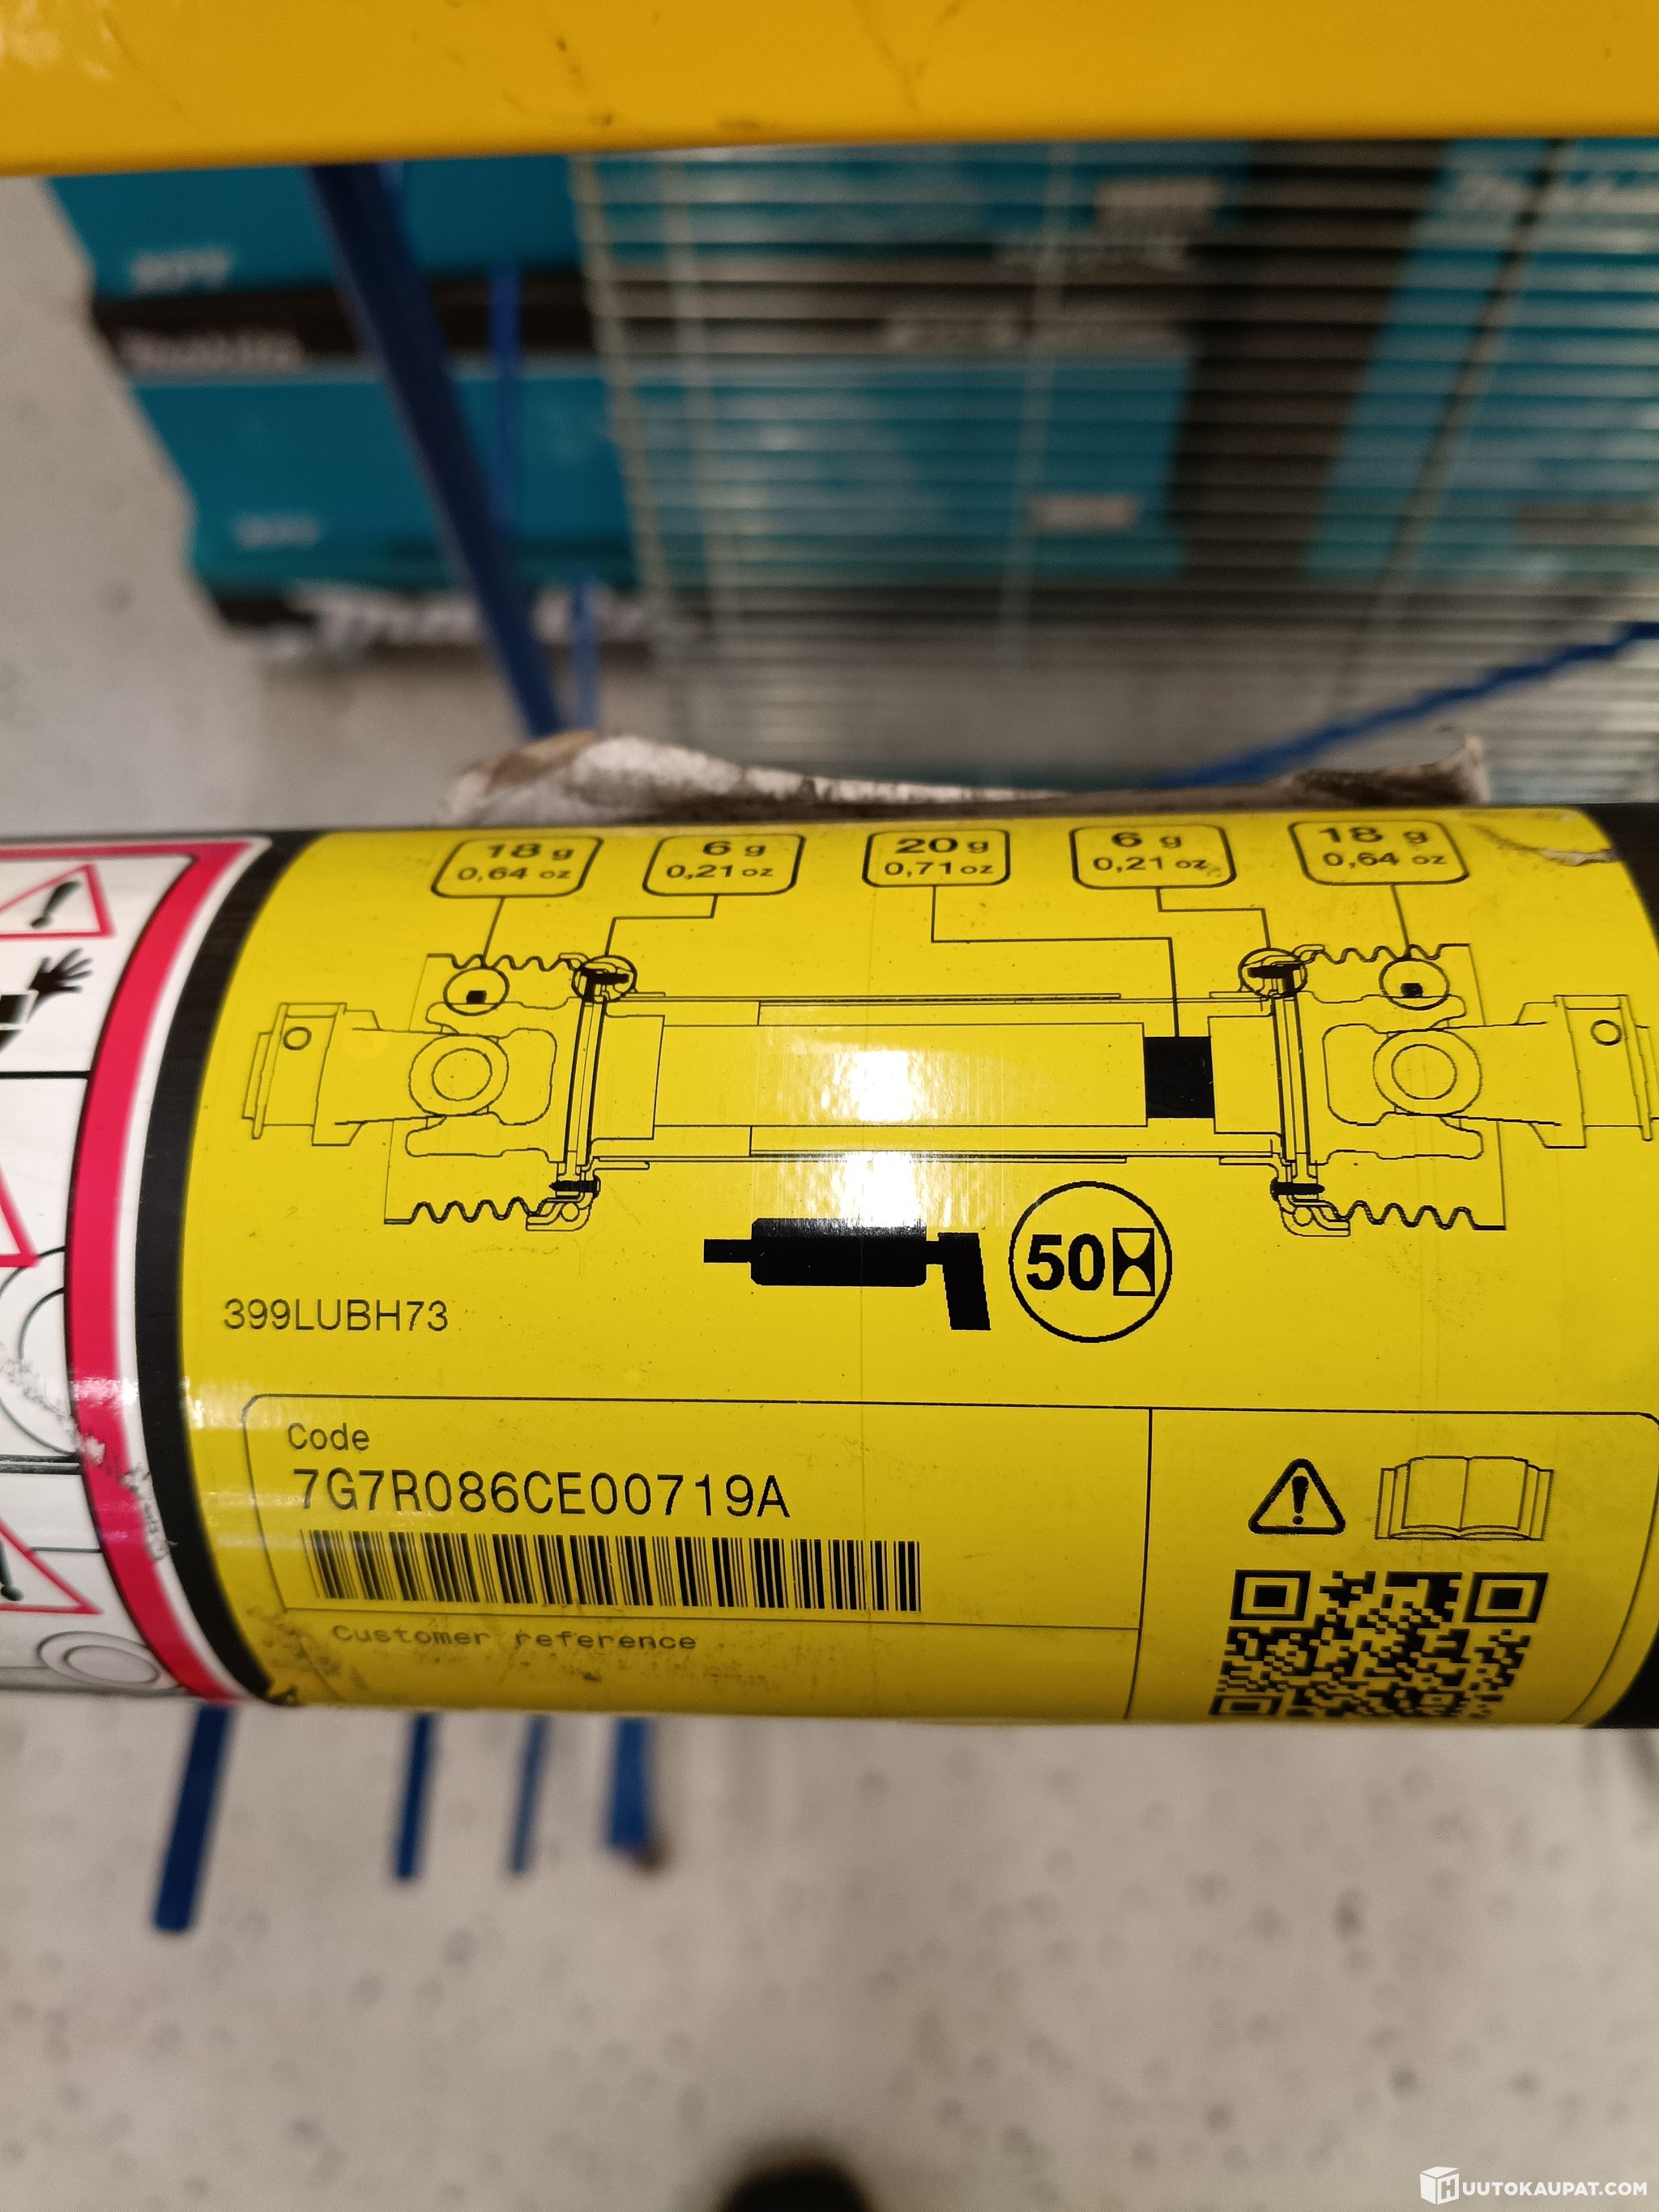 18 g
0,64 oz
6 g
0,21 oz
20 g
0,71 oz
6 g
0,21 oz
18 g
0,64 oz
50
399LUBH73
Code
7G7R086CE00719A
Customer reference
HUUTOKAUPAT.COM